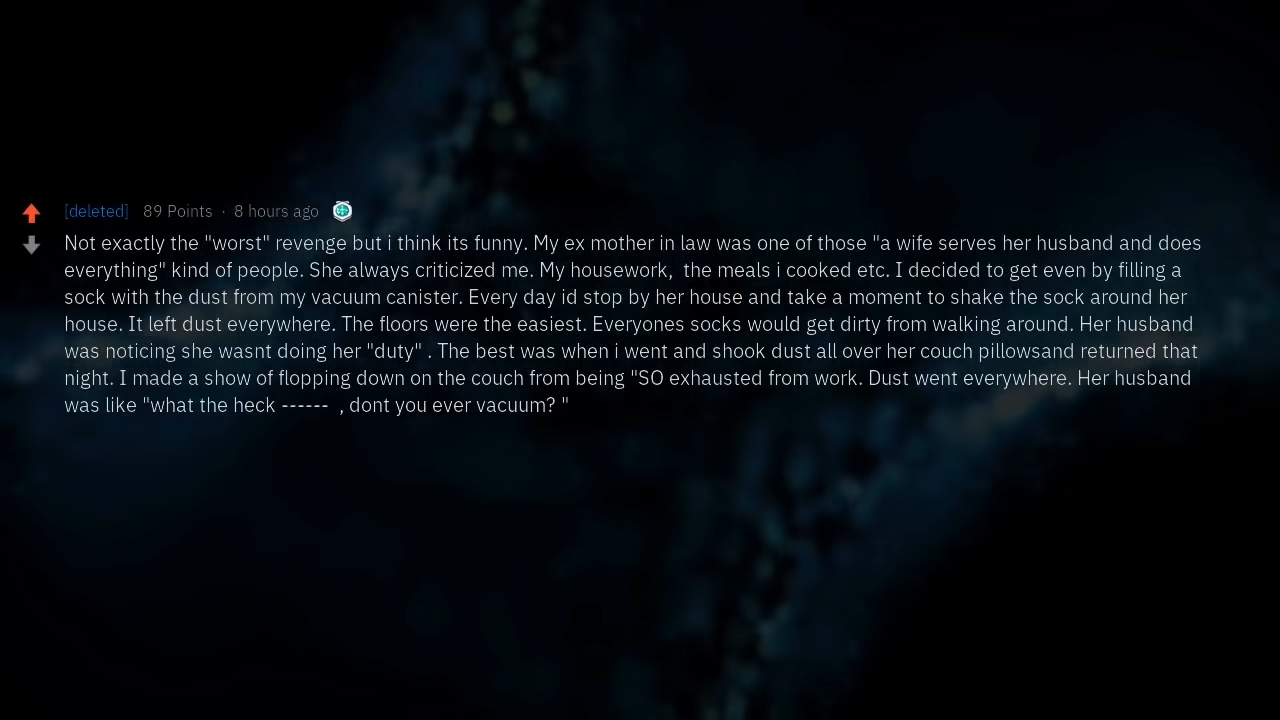 [deleted] 89 Points · 8 hours ago
Not exactly the "worst" revenge but i think its funny. My ex mother in law was one of those "a wife serves her husband and does
everything" kind of people. She always criticized me. My housework,  the meals i cooked etc. I decided to get even by filling a
sock with the dust from my vacuum canister. Every day id stop by her house and take a moment to shake the sock around her
house. It left dust everywhere. The floors were the easiest. Everyones socks would get dirty from walking around. Her husband
was noticing she wasnt doing her "duty" . The best was when i went and shook dust all over her couch pillowsand returned that
night. I made a show of flopping down on the couch from being "SO exhausted from work. Dust went everywhere. Her husband
was like "what the heck ------  , dont you ever vacuum? "